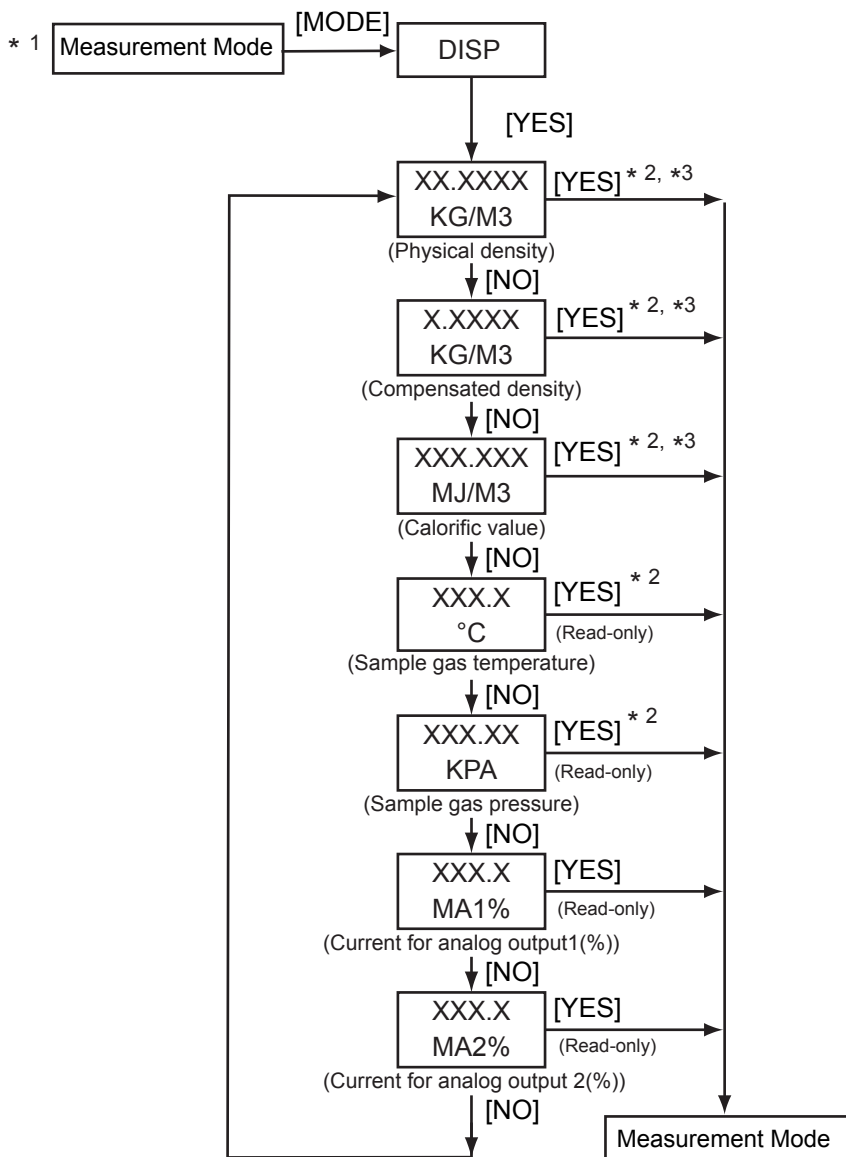 [MODE]
* 1 Measurement Mode DISP
[YES]
XX.XXXX [YES] * 2, *3
KG/M3
(Physical density)
[NO]
X.XXXX [YES] * 2, *3
KG/M3
(Compensated density)
[NO]
XXX.XXX [YES] * 2, *3
MJ/M3
(Calorific value)
[NO]
XXX.X [YES] * 2
°C (Read-only)
(Sample gas temperature)
[NO]
XXX.XX [YES] * 2
KPA (Read-only)
(Sample gas pressure)
[NO]
XXX.X [YES]
MA1% (Read-only)
(Current for analog output1(%))
[NO]
XXX.X [YES]
MA2% (Read-only)
(Current for analog output 2(%))
[NO]
Measurement Mode